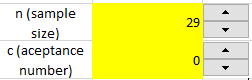 n (sample
size)
29
c (aceptance
number)
0